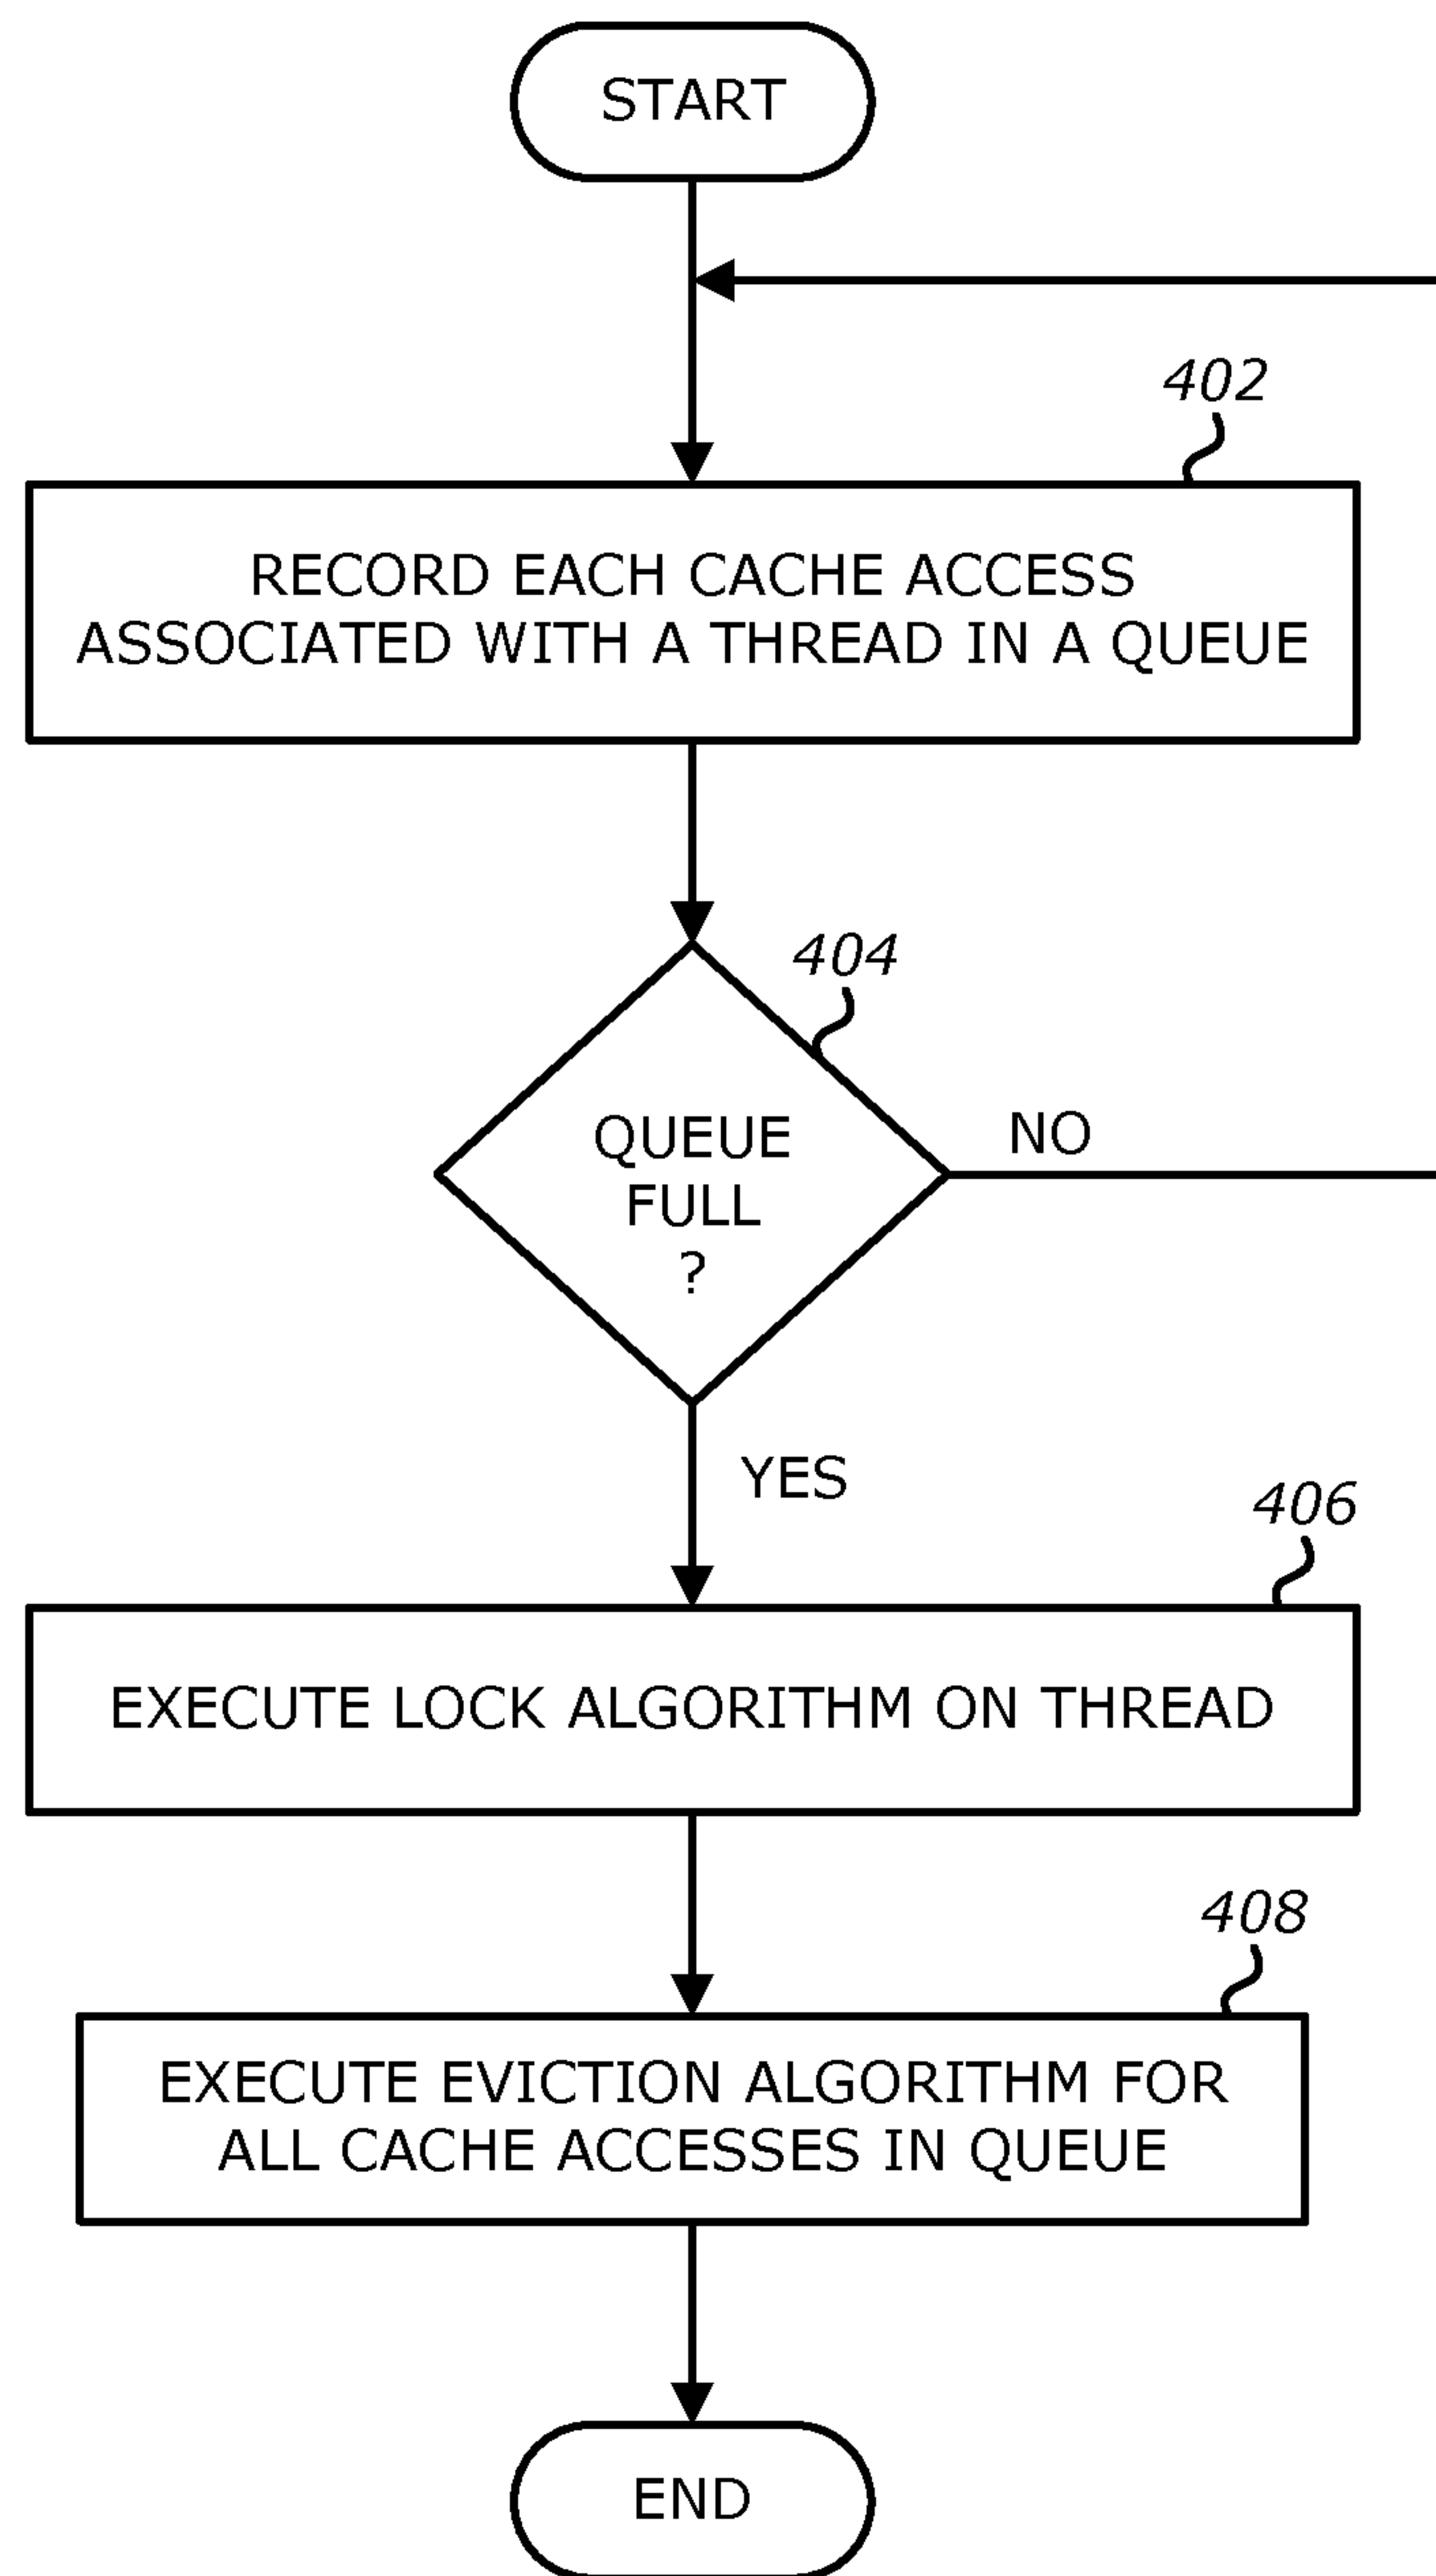 START
402
RECORD EACH CACHE ACCESS
ASSOCIATED WITH A THREAD IN A QUEUE
404
QUEUE
FULL
?
NO
YES
406
EXECUTE LOCK ALGORITHM ON THREAD
408
EXECUTE EVICTION ALGORITHM FOR
ALL CACHE ACCESSES IN QUEUE
END